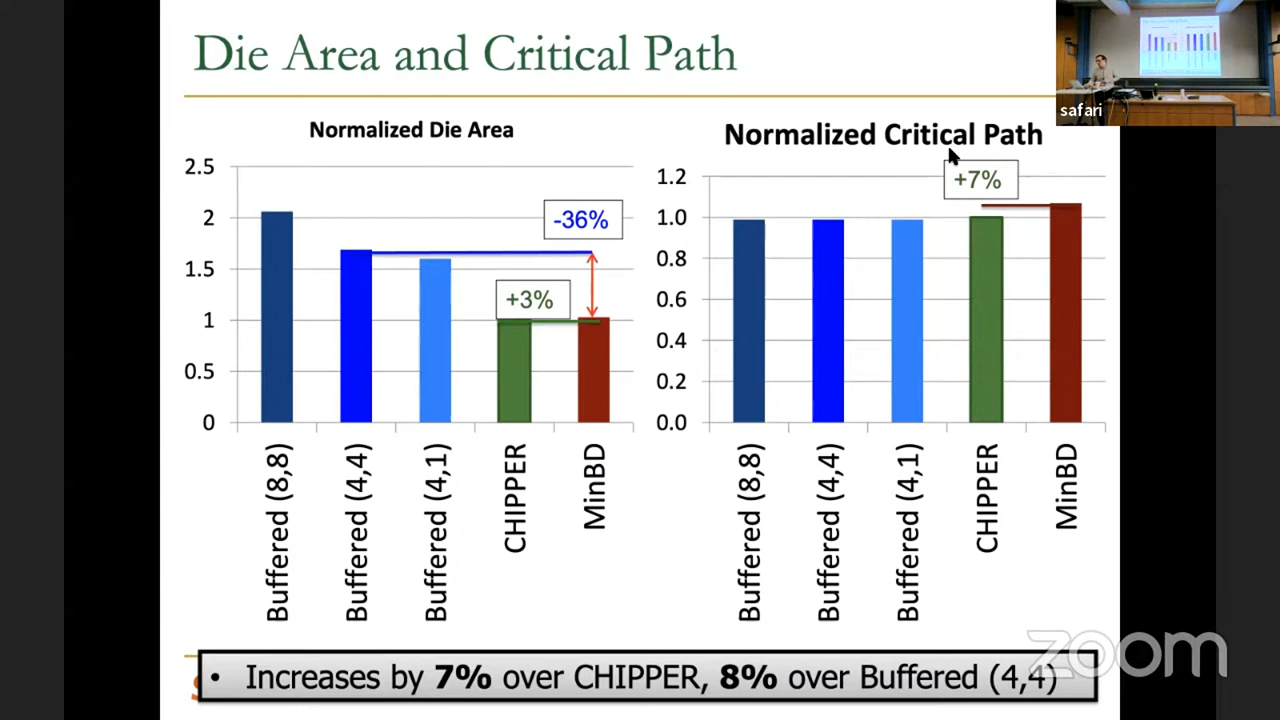 Die Area and Critical Path
safari
Normalized Die Area
2.5
2
1.5
1
0.5
0
-36%
+3%
Buffered (8,8)
Buffered (4,4)
Buffered (4,1)
CHIPPER
MinBD
Normalized Critical Path
+7%
1.2
1.0
0.8
0.6
0.4
0.2
0.0
Buffered (8,8)
Buffered (4,4)
Buffered (4,1)
CHIPPER
MinBD
• Increases by 7% over CHIPPER, 8% over Buffered (4,4)
zoom